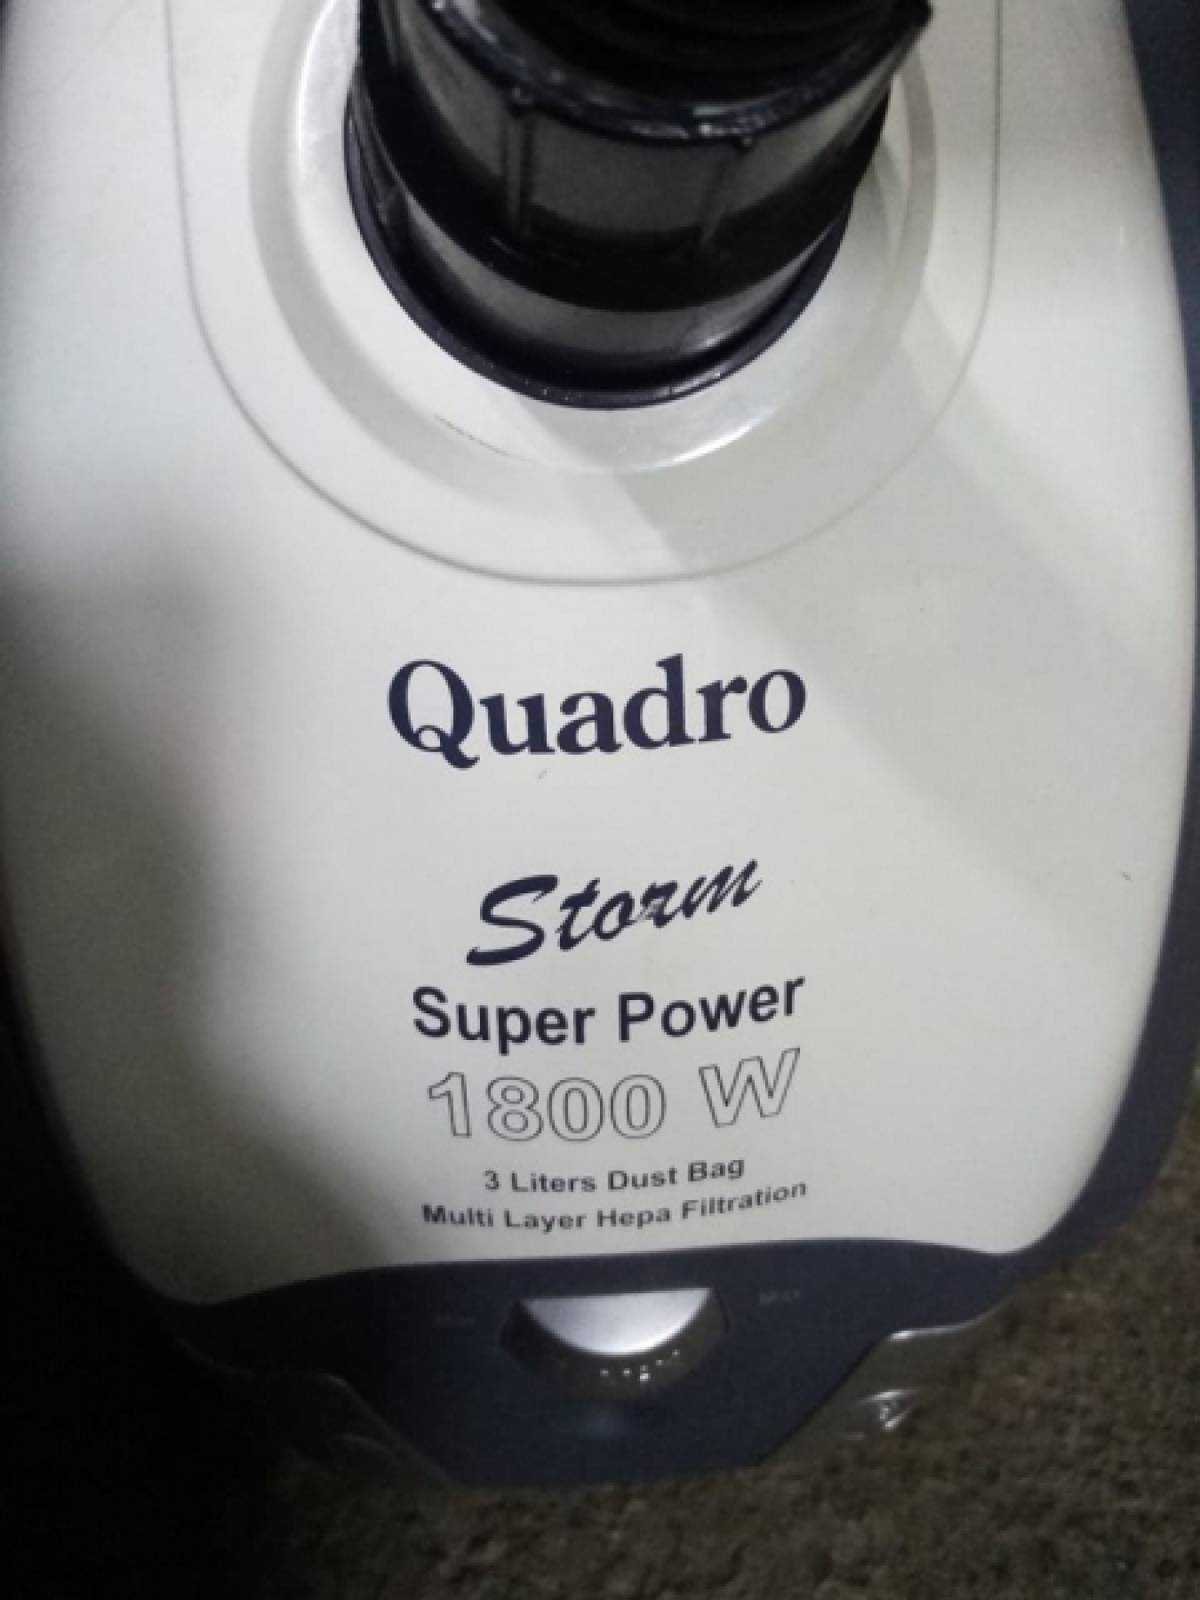 Quadro
Storm
Super Power
1800 W
3 Liters Dust Bag
Multi Layer Hepa Filtration